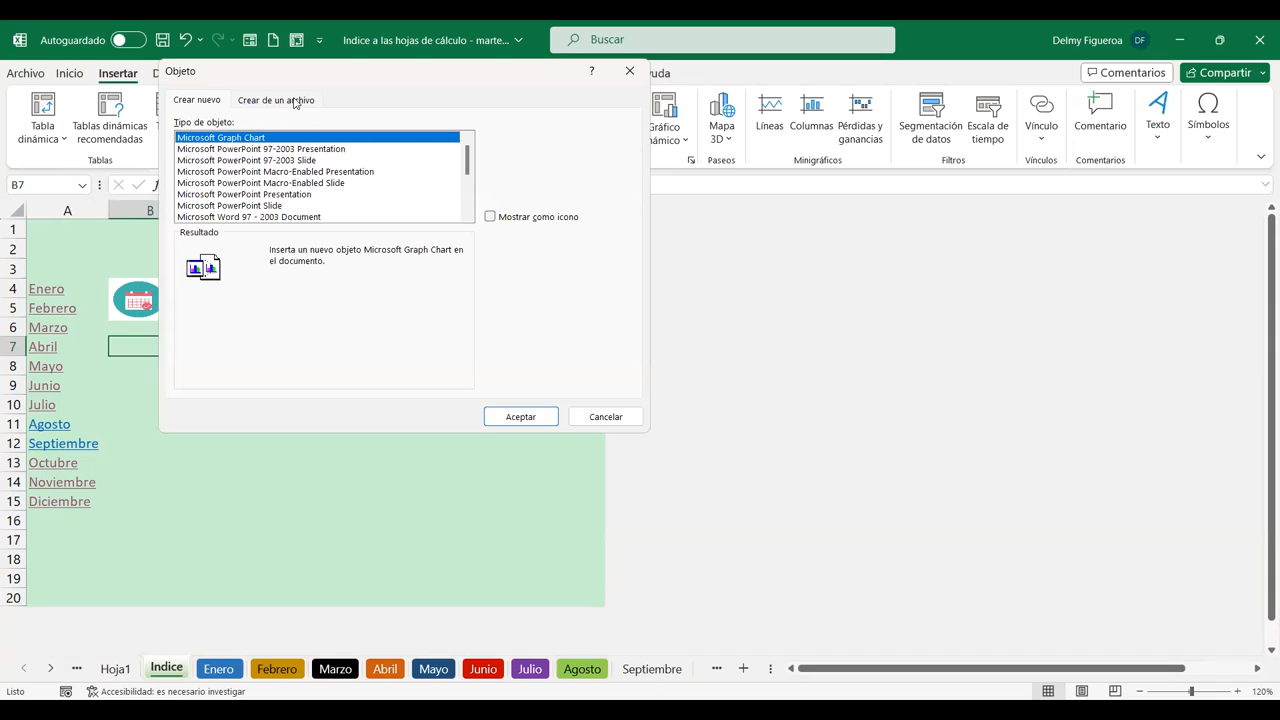 Autoguardado
Indice a las hojas de cálculo - marte...
Buscar
Delmy Figueroa DF
Archivo Inicio Insertar D
yuda
Comentarios
Compartir
Objeto
?
Crear nuevo Crear de un archivo
Tipo de objeto:
Microsoft Graph Chart
Microsoft PowerPoint 97-2003 Presentation
Microsoft PowerPoint 97-2003 Slide
Microsoft PowerPoint Macro-Enabled Presentation
Microsoft PowerPoint Macro-Enabled Slide
Microsoft PowerPoint Presentation
Microsoft PowerPoint Slide
Microsoft Word 97 - 2003 Document
Mostrar como icono
Resultado
Inserta un nuevo objeto Microsoft Graph Chart en
el documento.
Aceptar Cancelar
Tabla
dinámica
Tablas dinámicas
recomendadas
Tablas
Gráfico
dinámico
Mapa
3D
Líneas Columnas Pérdidas y
ganancias
Minigráficos
Segmentación
de datos
Escala de
tiempo
Filtros
Vínculo
Vínculos
Comentario
Comentarios
Texto
Símbolos
B7
A B
1
2
3
4 Enero
5 Febrero
6 Marzo
7 Abril
8 Mayo
9 Junio
10 Julio
11 Agosto
12 Septiembre
13 Octubre
14 Noviembre
15 Diciembre
16
17
18
19
20
Hoja1 Indice Enero Febrero Marzo Abril Mayo Junio Julio Agosto Septiembre
Listo
Accesibilidad: es necesario investigar
120%